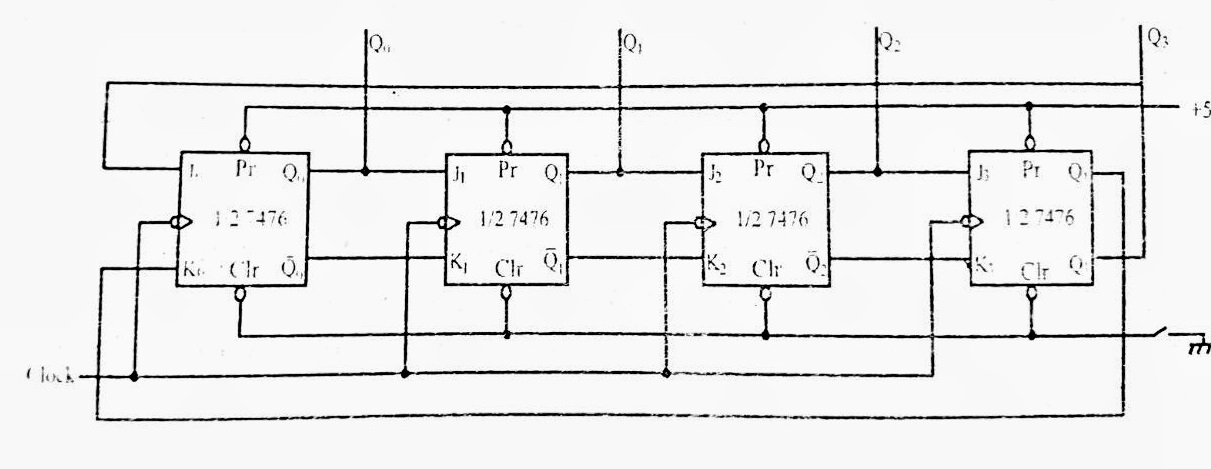 Q₀ Q₁ Q₂ Q₃
+5
Pr Q₀ J₁ Pr Q₁ J₂ Pr Q₂ J₃ Pr
1/2 7476 1/2 7476 1/2 7476 1/2 7476
K₀ Clr Q̅₀ K₁ Clr Q̅₁ K₂ Clr Q̅₂ Clr
Clock